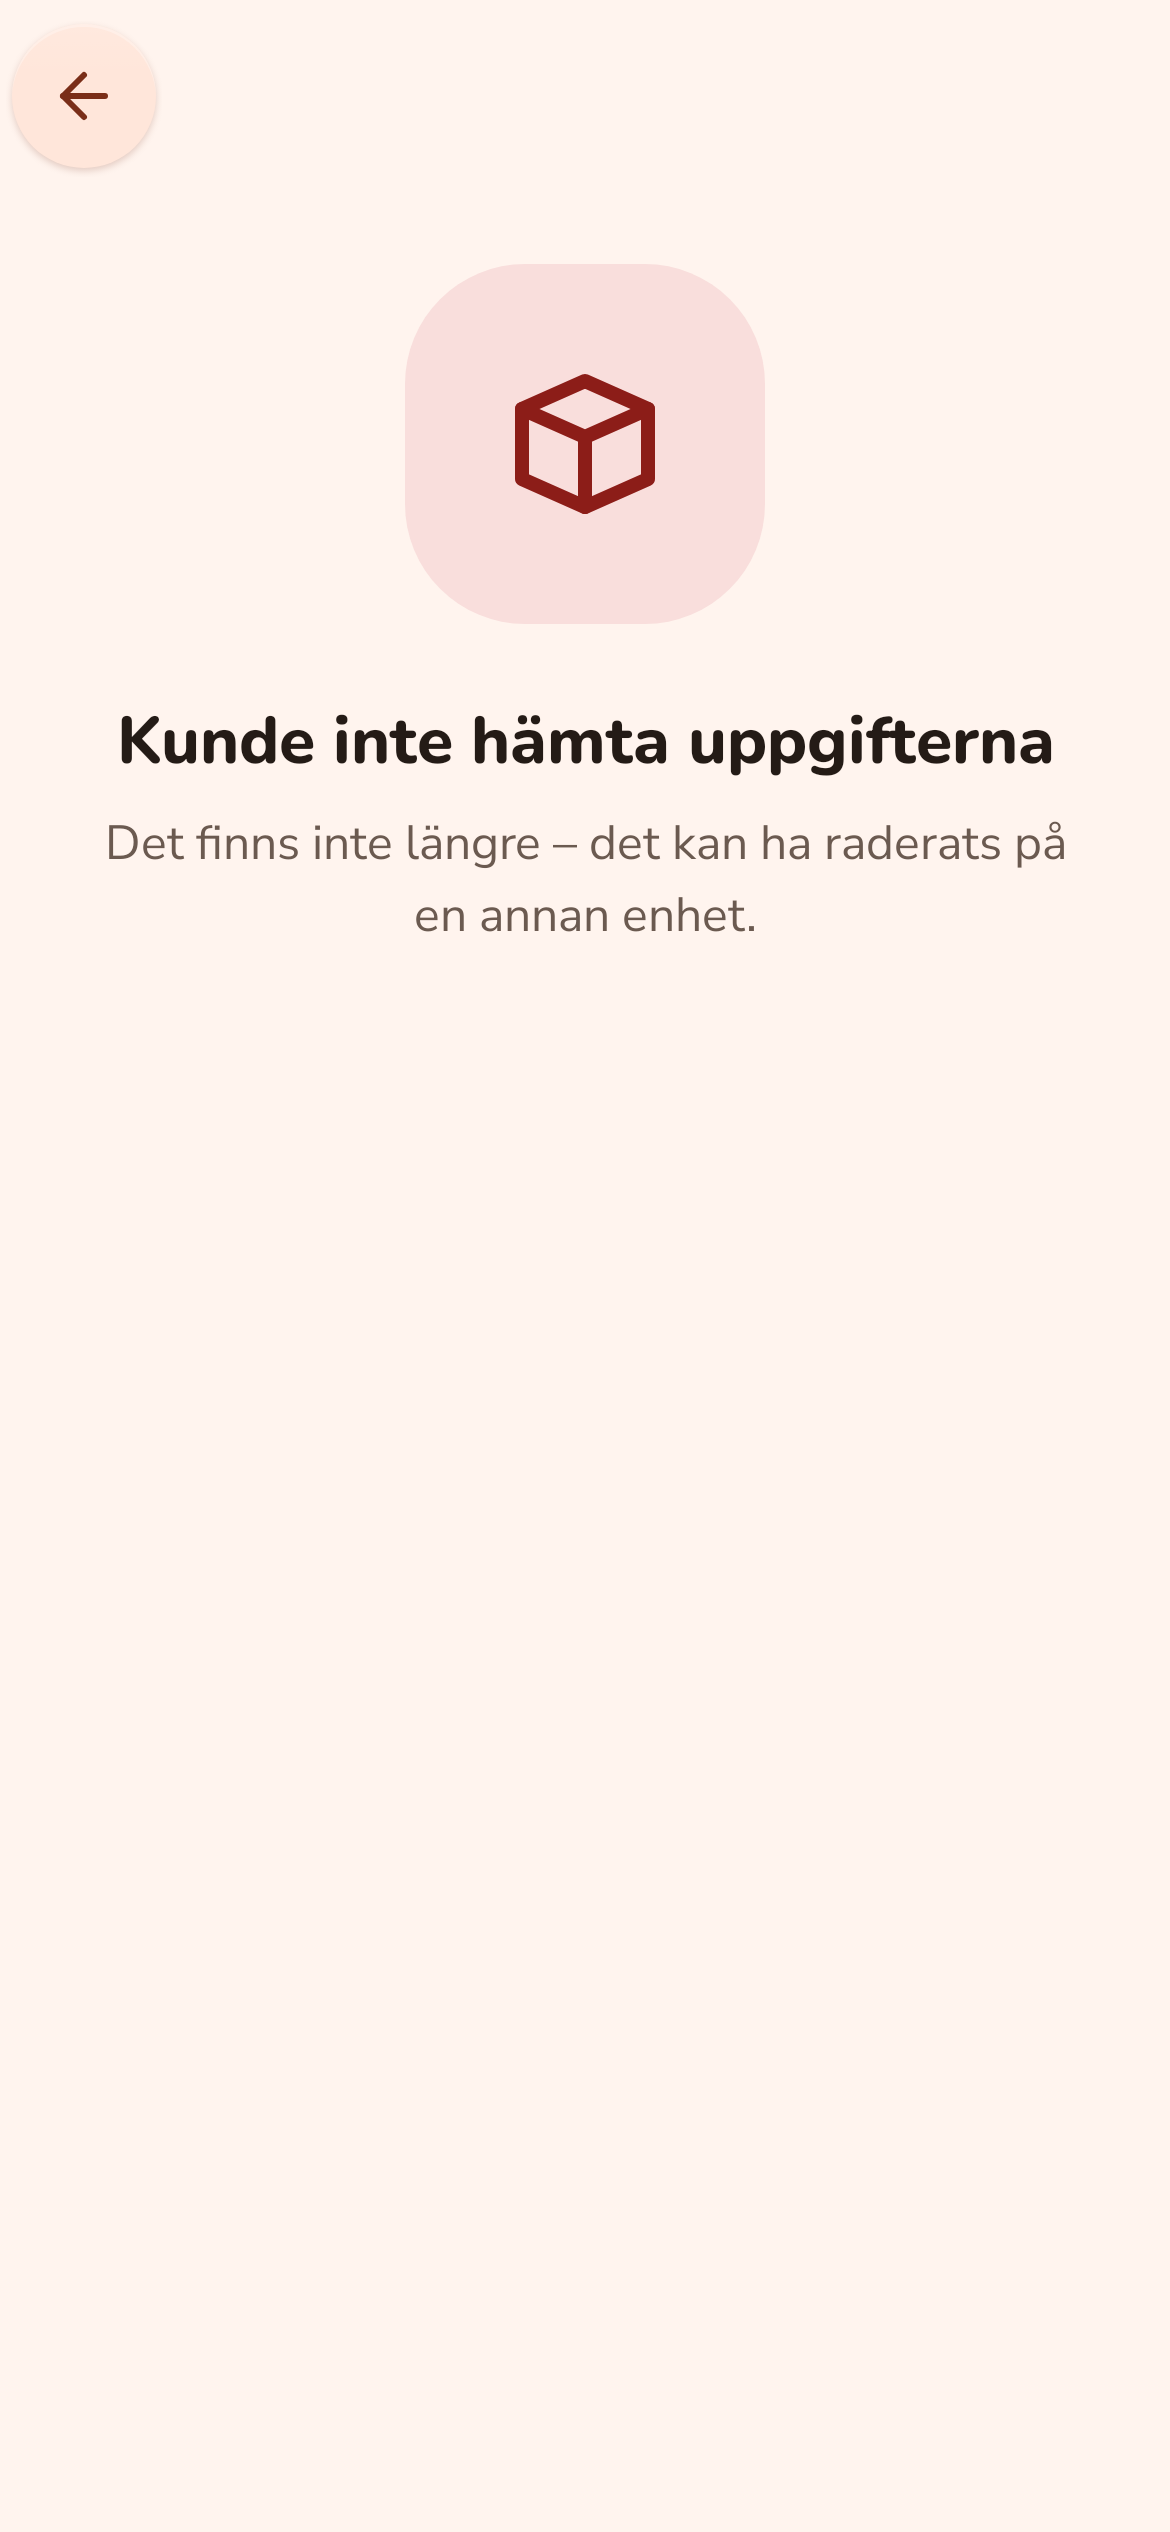 Kunde inte hämta uppgifterna
Det finns inte längre – det kan ha raderats på
en annan enhet.